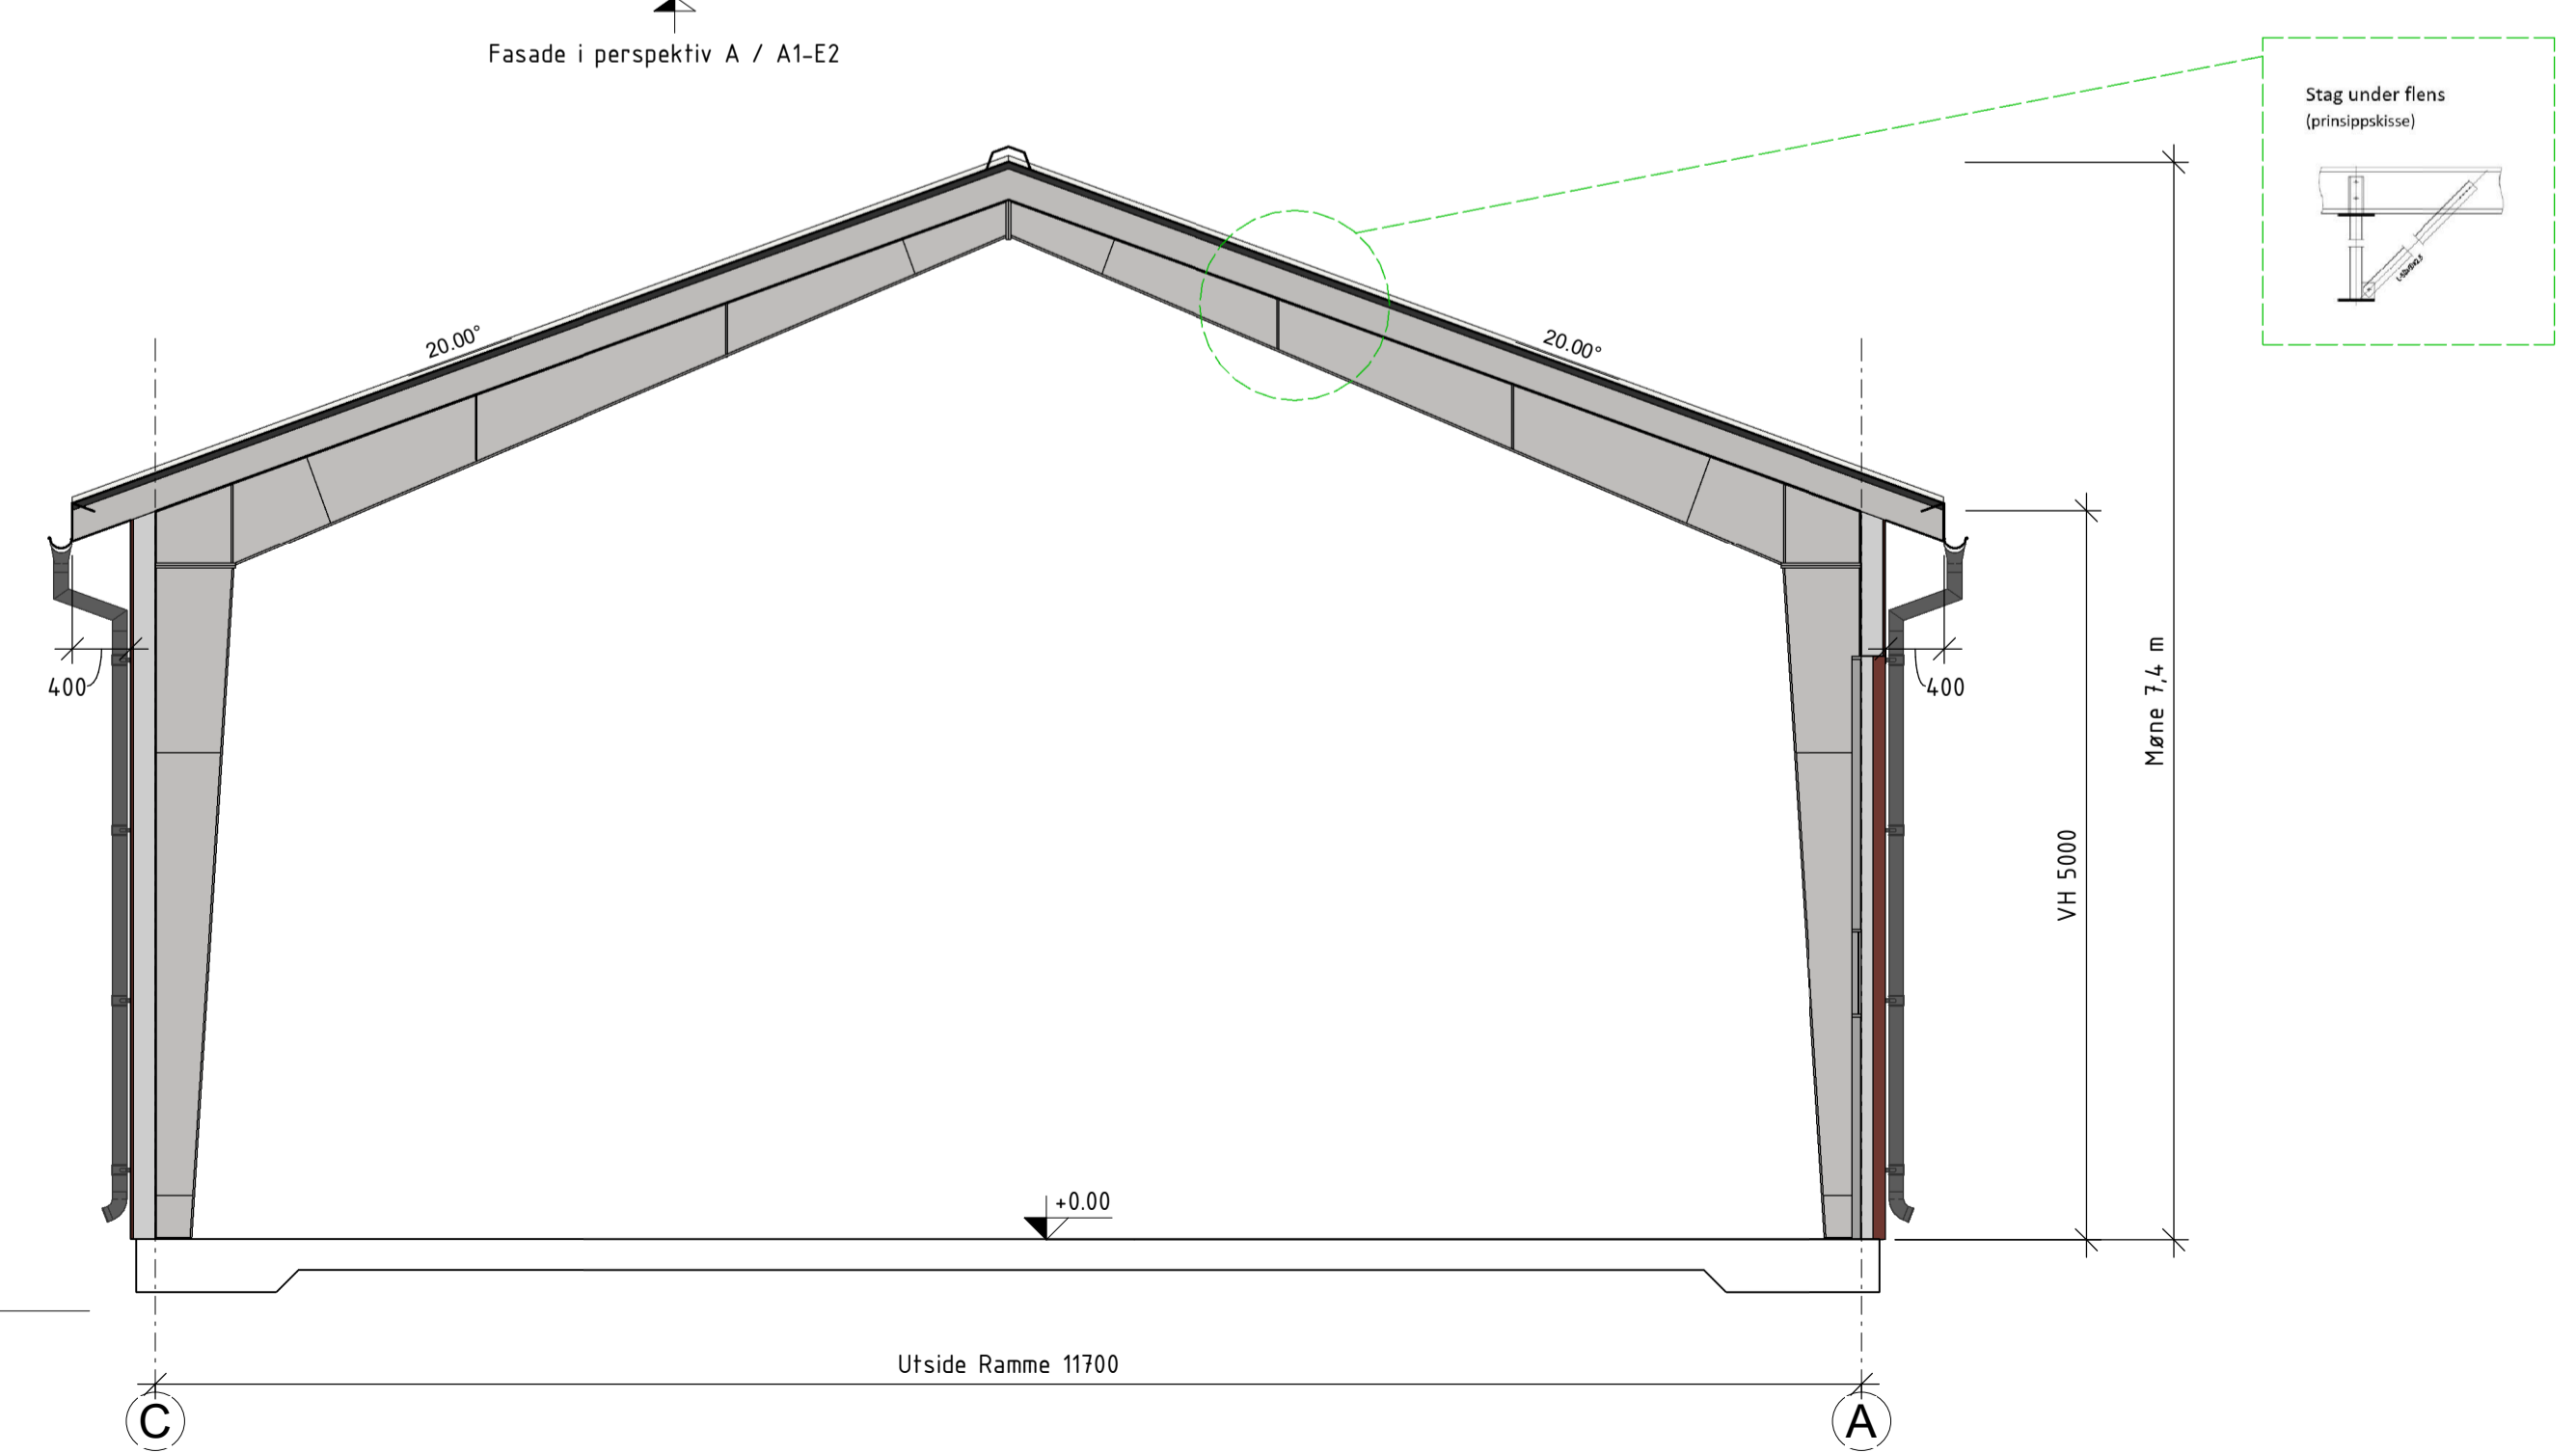 Fasade i perspektiv A / A1-E2
Stag under flens
(prinsippskisse)
20.00°
20.00°
400
400
Møne 7,4 m
VH 5000
+0.00
Utside Ramme 11700
C
A